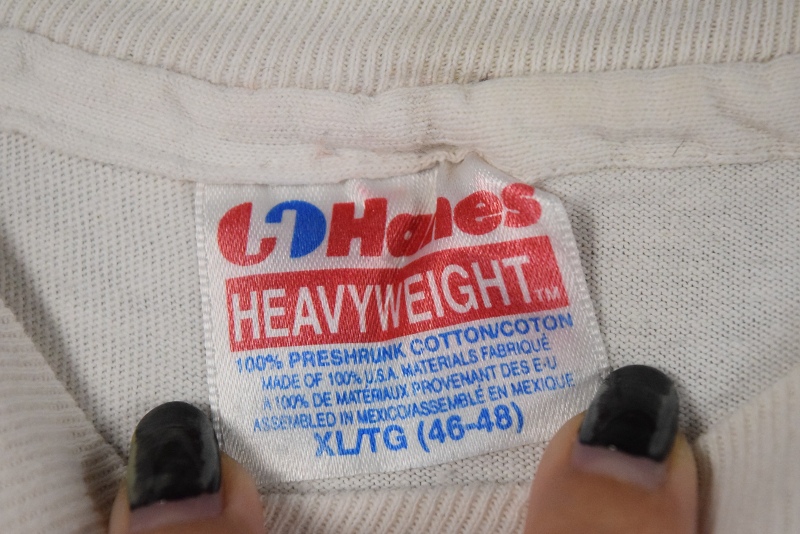 Hanes
HEAVYWEIGHT™
100% PRESHRUNK COTTON/COTON
MADE OF 100% U.S.A. MATERIALS FABRIQUÉ
À 100% DE MATERIAUX PROVENANT DES E-U
ASSEMBLED IN MEXICO/ASSEMBLÉ EN MEXIQUE
XL/TG (46-48)